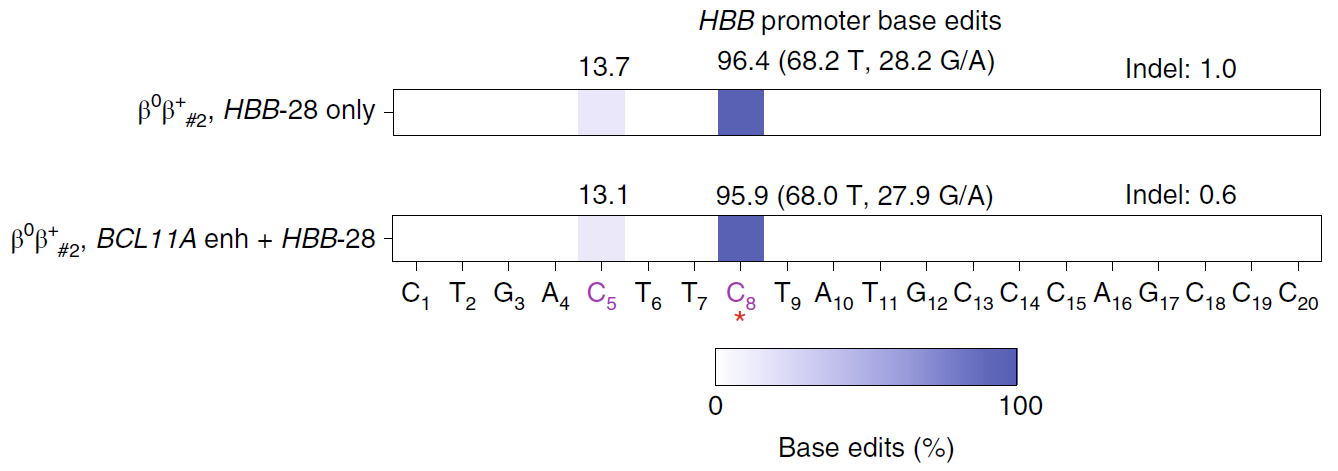 HBB promoter base edits
13.7 96.4 (68.2 T, 28.2 G/A) Indel: 1.0
β⁰β⁺#2, HBB-28 only
13.1 95.9 (68.0 T, 27.9 G/A) Indel: 0.6
β⁰β⁺#2, BCL11A enh + HBB-28
C₁ T₂ G₃ A₄ C₅ T₆ T₇ C₈ T₉ A₁₀ T₁₁ G₁₂ C₁₃ C₁₄ C₁₅ A₁₆ G₁₇ C₁₈ C₁₉ C₂₀
*
0 100
Base edits (%)